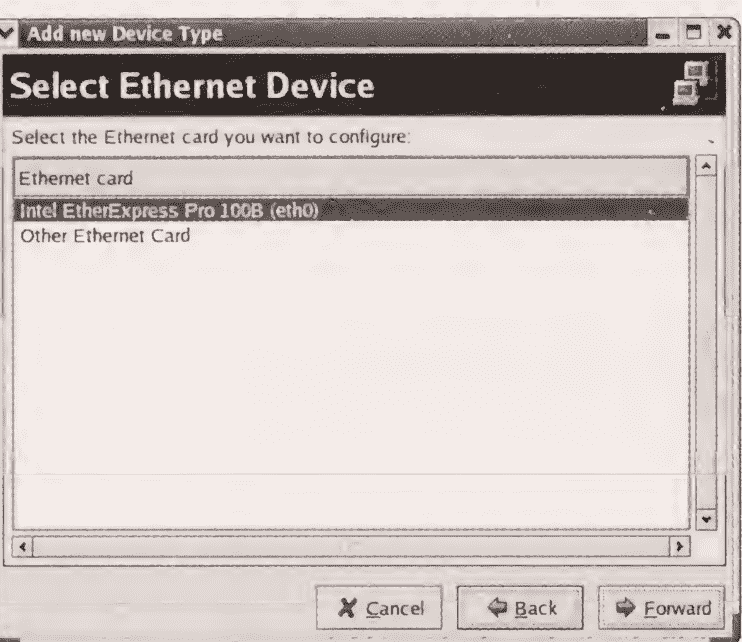 Add new Device Type
Select Ethernet Device
Select the Ethernet card you want to configure:
Ethernet card
Intel EtherExpress Pro 100B (eth0)
Other Ethernet Card
Cancel
Back
Forward